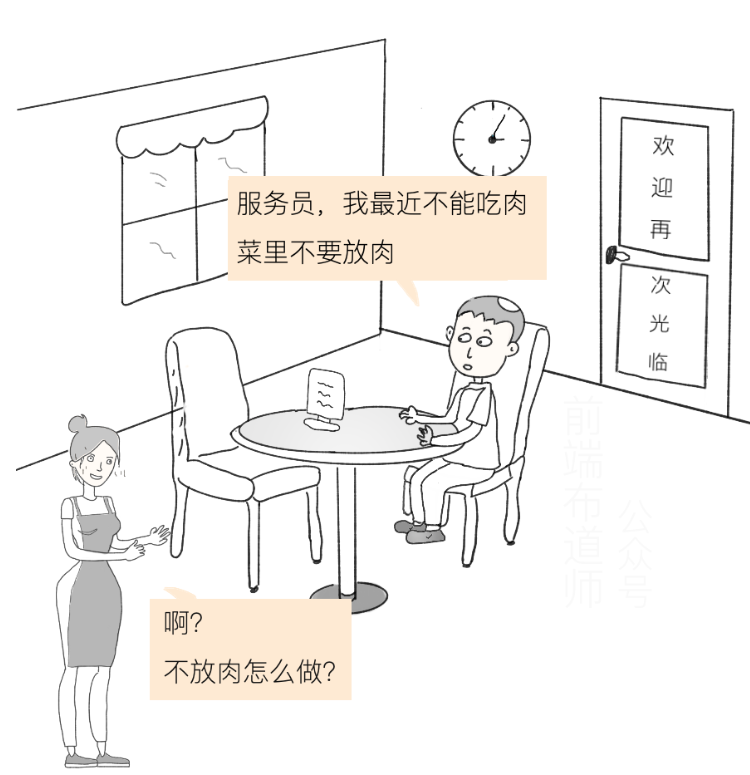 服务员，我最近不能吃肉
菜里不要放肉
欢迎再次光临
啊？
不放肉怎么做？
前端布道师
公众号